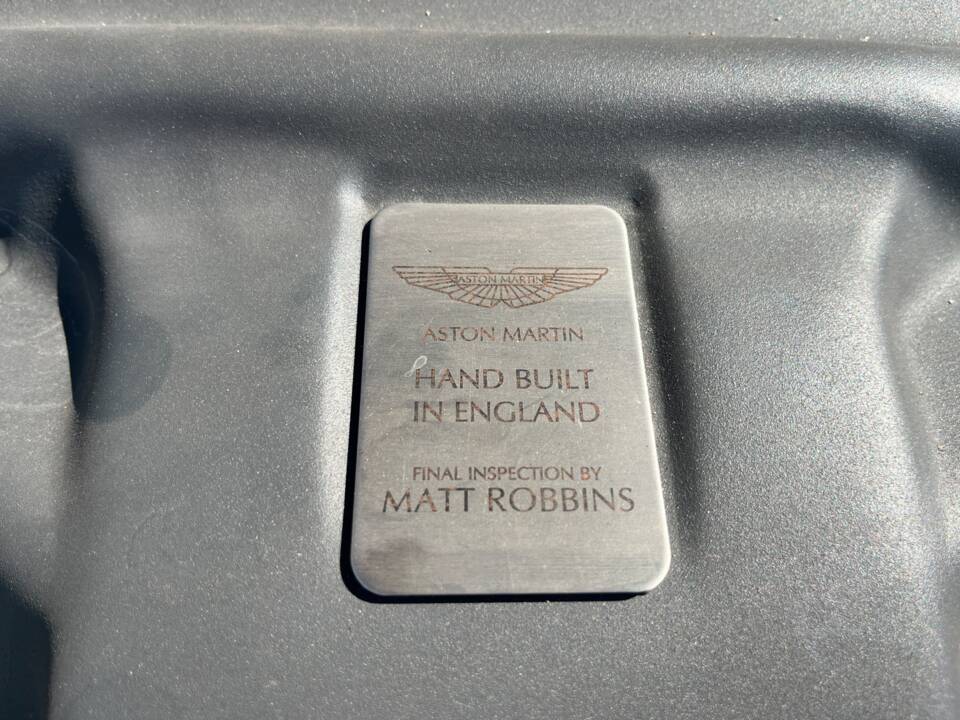 ASTON MARTIN
ASTON MARTIN
HAND BUILT
IN ENGLAND
FINAL INSPECTION BY
MATT ROBBINS